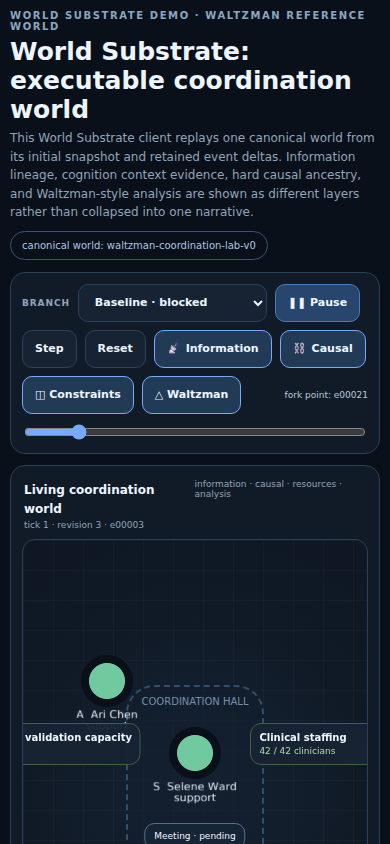 WORLD SUBSTRATE DEMO · WALTZMAN REFERENCE
WORLD
World Substrate:
executable coordination
world
This World Substrate client replays one canonical world from
its initial snapshot and retained event deltas. Information
lineage, cognition context evidence, hard causal ancestry,
and Waltzman-style analysis are shown as different layers
rather than collapsed into one narrative.
canonical world: waltzman-coordination-lab-v0
BRANCH
Baseline · blocked
❚❚ Pause
Step
Reset
Information
⛓ Causal
◫ Constraints
△ Waltzman
fork point: e00021
Living coordination
world
information · causal · resources ·
analysis
tick 1 · revision 3 · e00003
COORDINATION HALL
A Ari Chen
validation capacity
Clinical staffing
42 / 42 clinicians
S Selene Ward
support
Meeting · pending